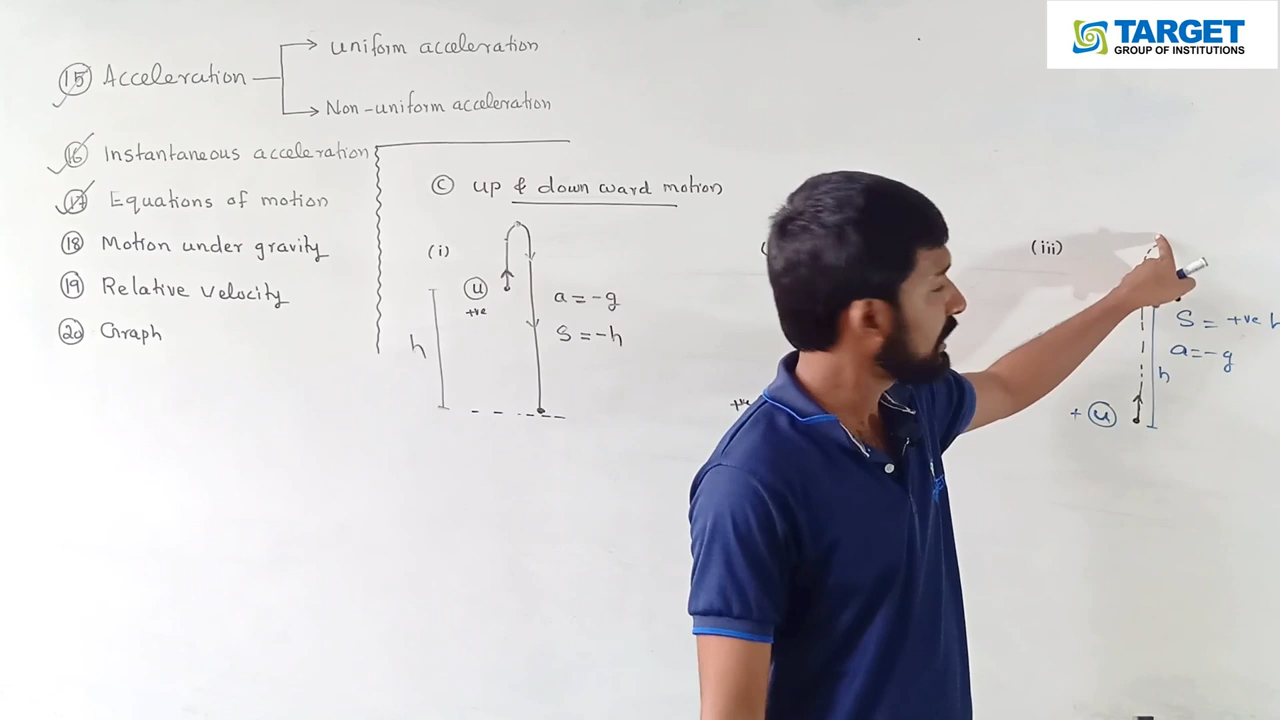 TARGET
GROUP OF INSTITUTIONS
15 Acceleration
uniform acceleration
Non-uniform acceleration
16 Instantaneous acceleration
17 Equations of motion
18 Motion under gravity
19 Relative velocity
20 Graph
C up & down ward motion
(i)
u
+ve
h
a = -g
S = -h
+ve
(iii)
S = +ve h
a = -g
h
+ u